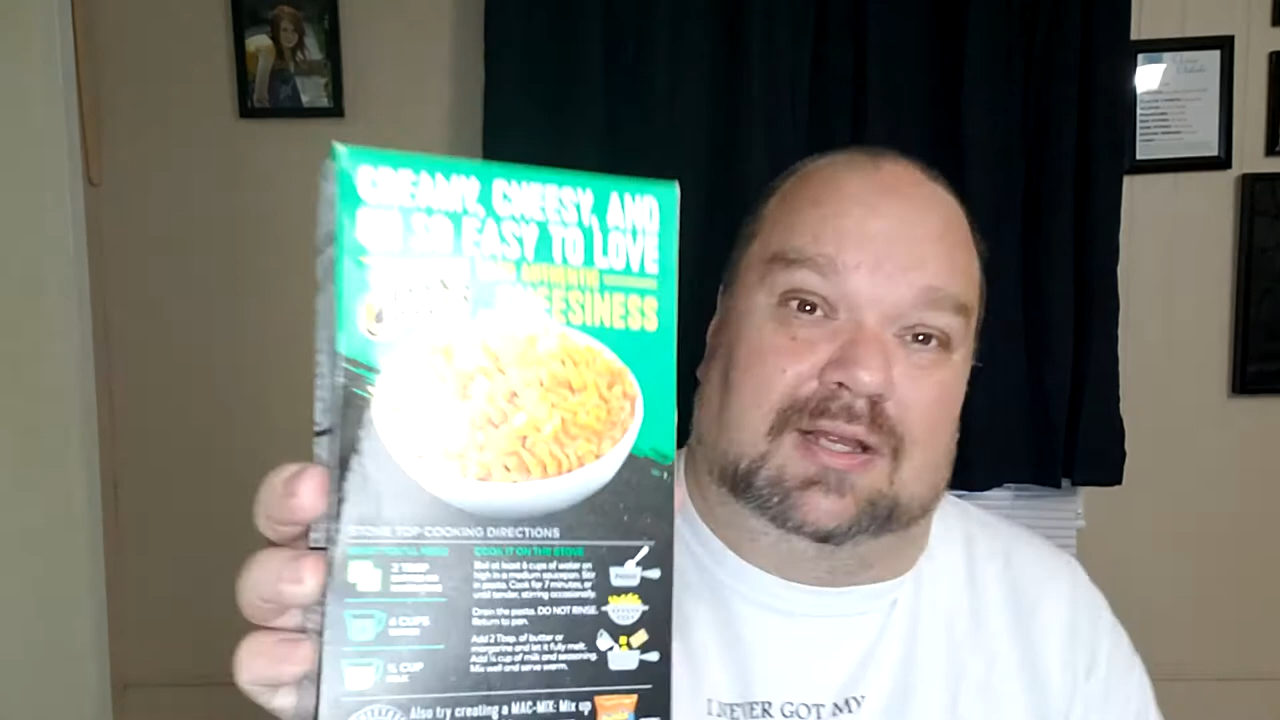 CREAMY, CHEESY, AND
SO EASY TO LOVE
AUTHENTIC
CHEESINESS
STOVE TOP COOKING DIRECTIONS
COOK IT ON THE STOVE
2 TBSP
Boil at least 6 cups of water on
high in a medium saucepan. Stir
in pasta. Cook for 7 minutes, or
until tender, stirring occasionally.
6 CUPS
WATER
Drain the pasta. DO NOT RINSE.
Return to pan.
Add 2 Tbsp. of butter or
margarine and let it fully melt.
Add ¼ cup of milk and seasoning.
Mix well and serve warm.
¼ CUP
MILK
Also try creating a MAC-MIX: Mix up
I NEVER GOT MY